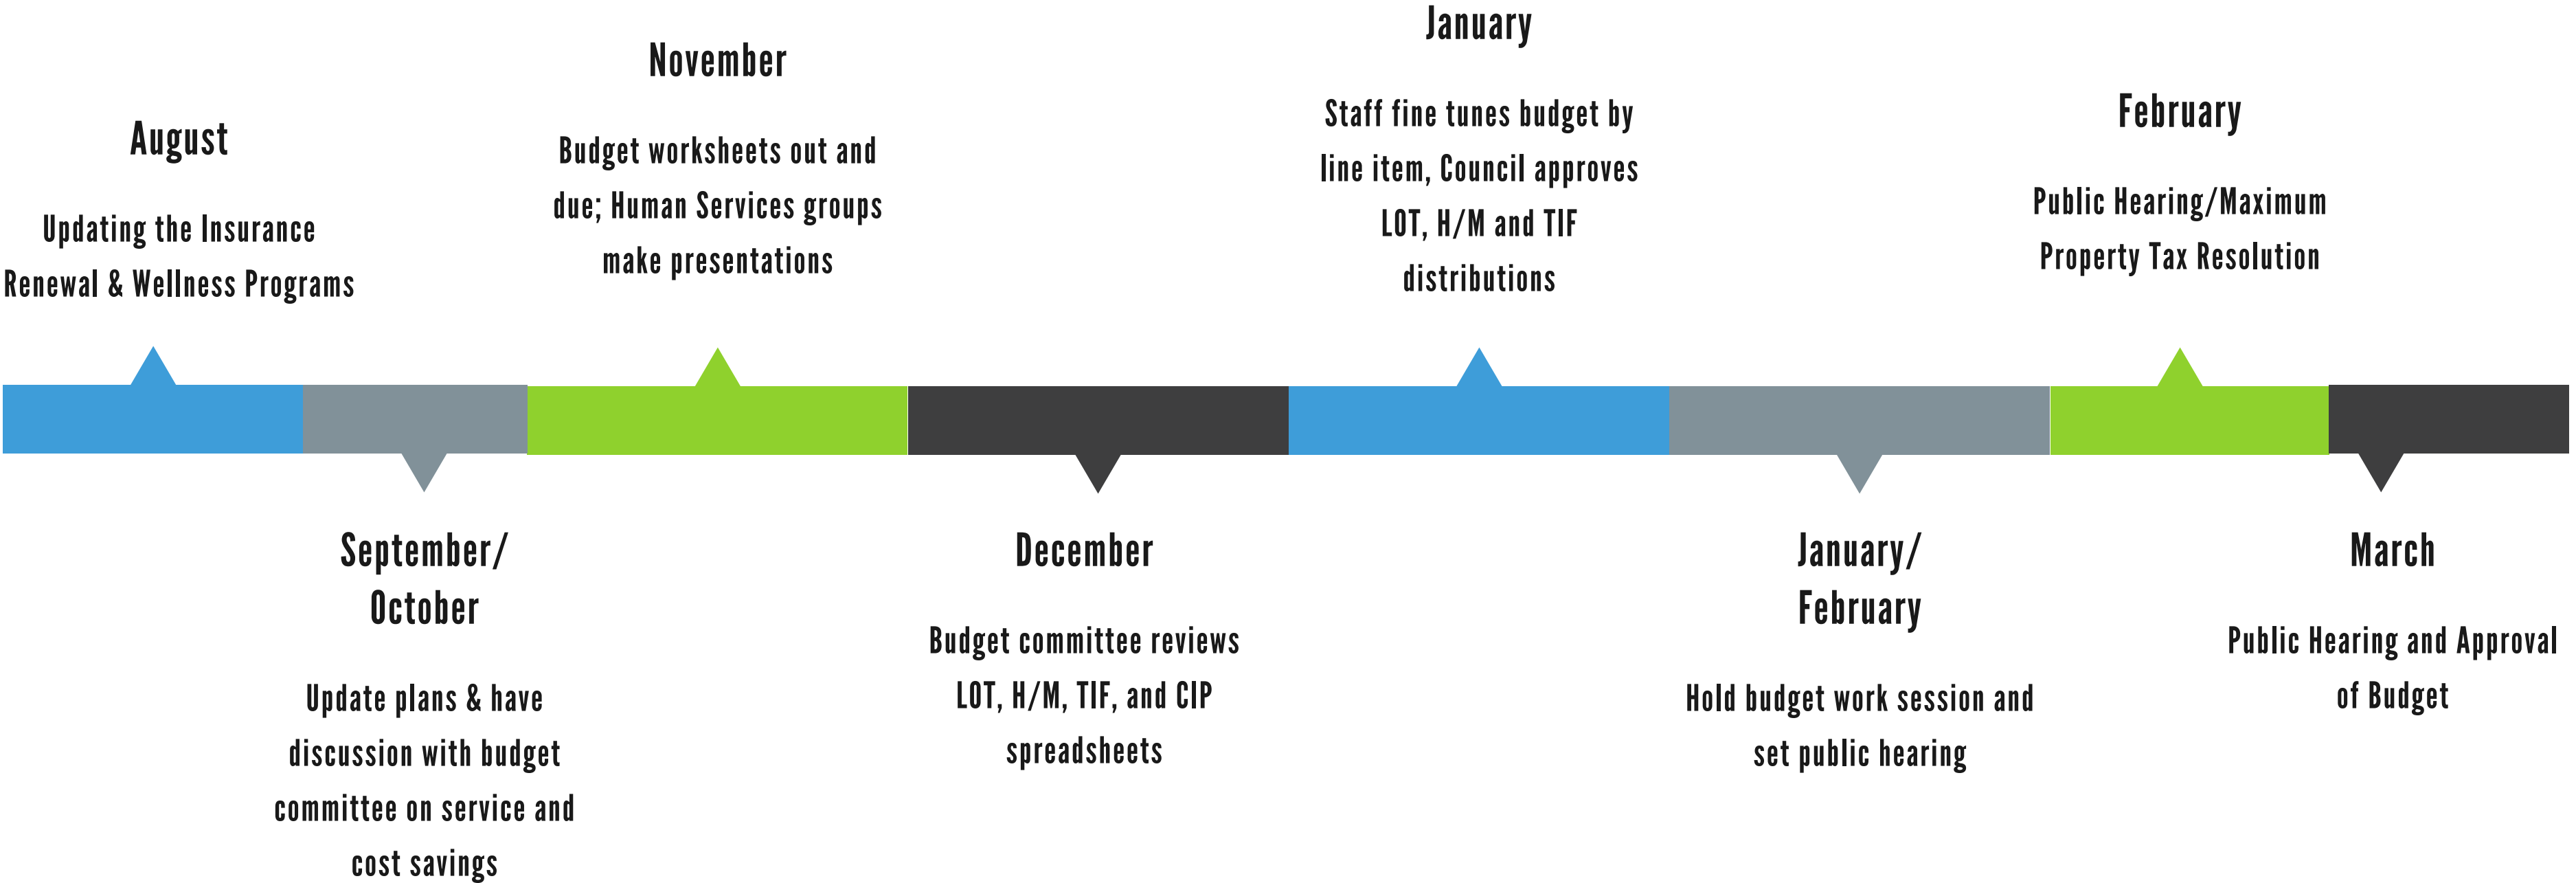 August
Updating the Insurance
Renewal & Wellness Programs
September/
October
Update plans & have
discussion with budget
committee on service and
cost savings
November
Budget worksheets out and
due; Human Services groups
make presentations
December
Budget committee reviews
LOT, H/M, TIF, and CIP
spreadsheets
January
Staff fine tunes budget by
line item, Council approves
LOT, H/M and TIF
distributions
January/
February
Hold budget work session and
set public hearing
February
Public Hearing/Maximum
Property Tax Resolution
March
Public Hearing and Approval
of Budget